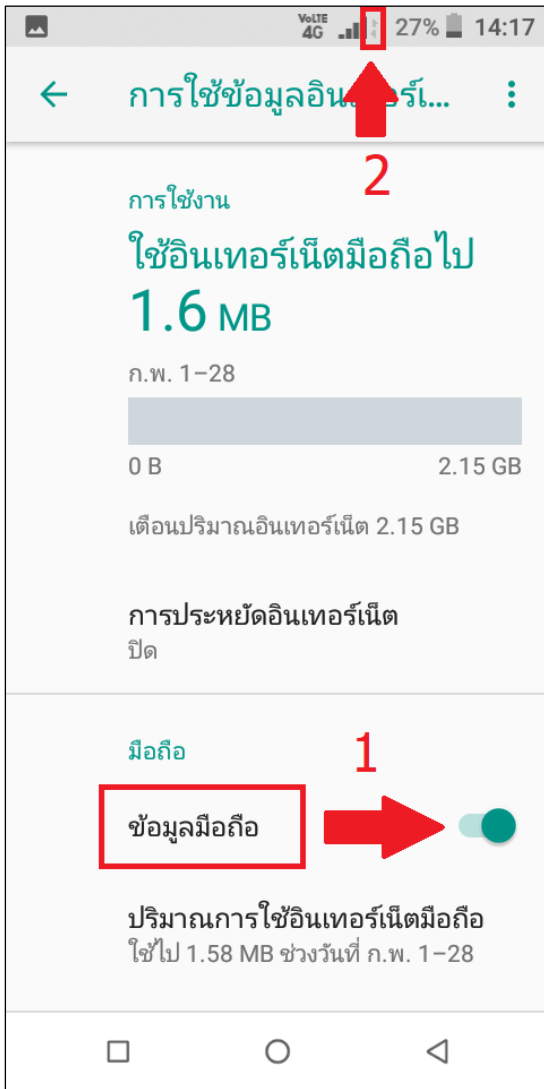 VoLTE
4G 27% 14:17
การใช้ข้อมูลอินเ...ร์เ...
2
การใช้งาน
ใช้อินเทอร์เน็ตมือถือไป
1.6 MB
ก.พ. 1–28
0 B 2.15 GB
เตือนปริมาณอินเทอร์เน็ต 2.15 GB
การประหยัดอินเทอร์เน็ต
ปิด
มือถือ
1
ข้อมูลมือถือ
ปริมาณการใช้อินเทอร์เน็ตมือถือ
ใช้ไป 1.58 MB ช่วงวันที่ ก.พ. 1–28